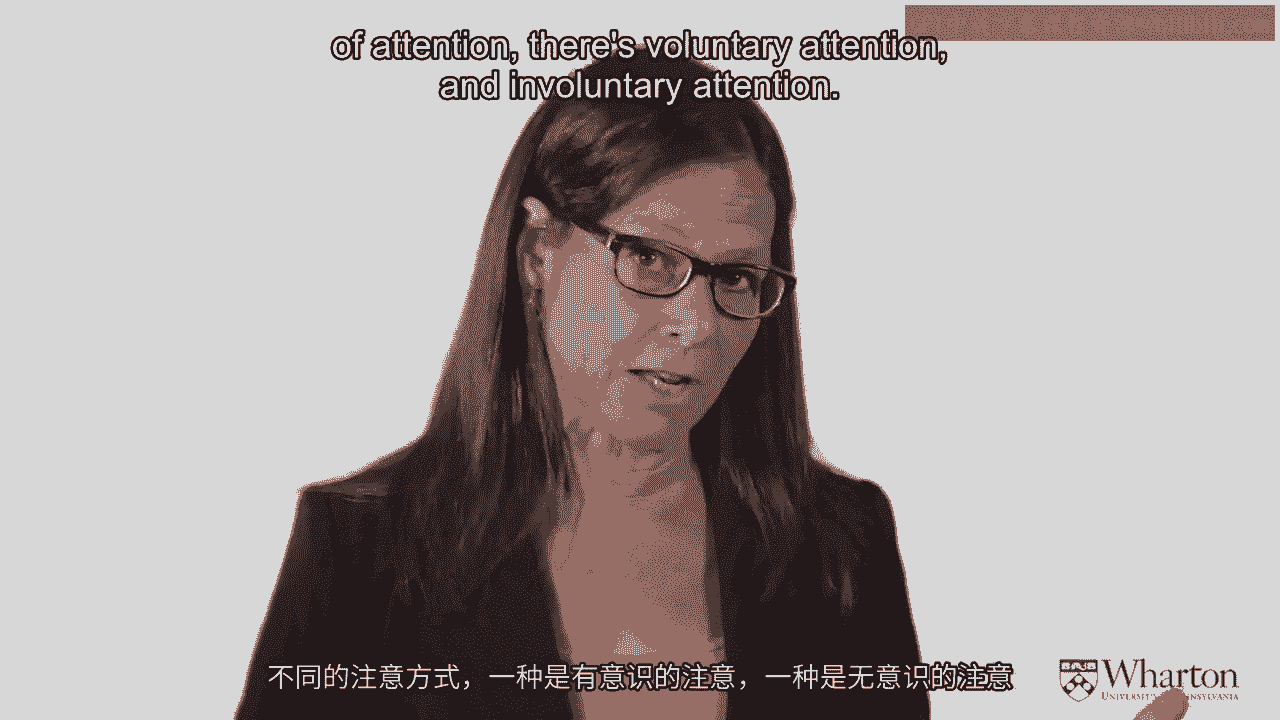 of attention, there's voluntary attention,
and involuntary attention.
不同的注意方式，一种是有意识的注意，一种是无意识的注意
Wharton